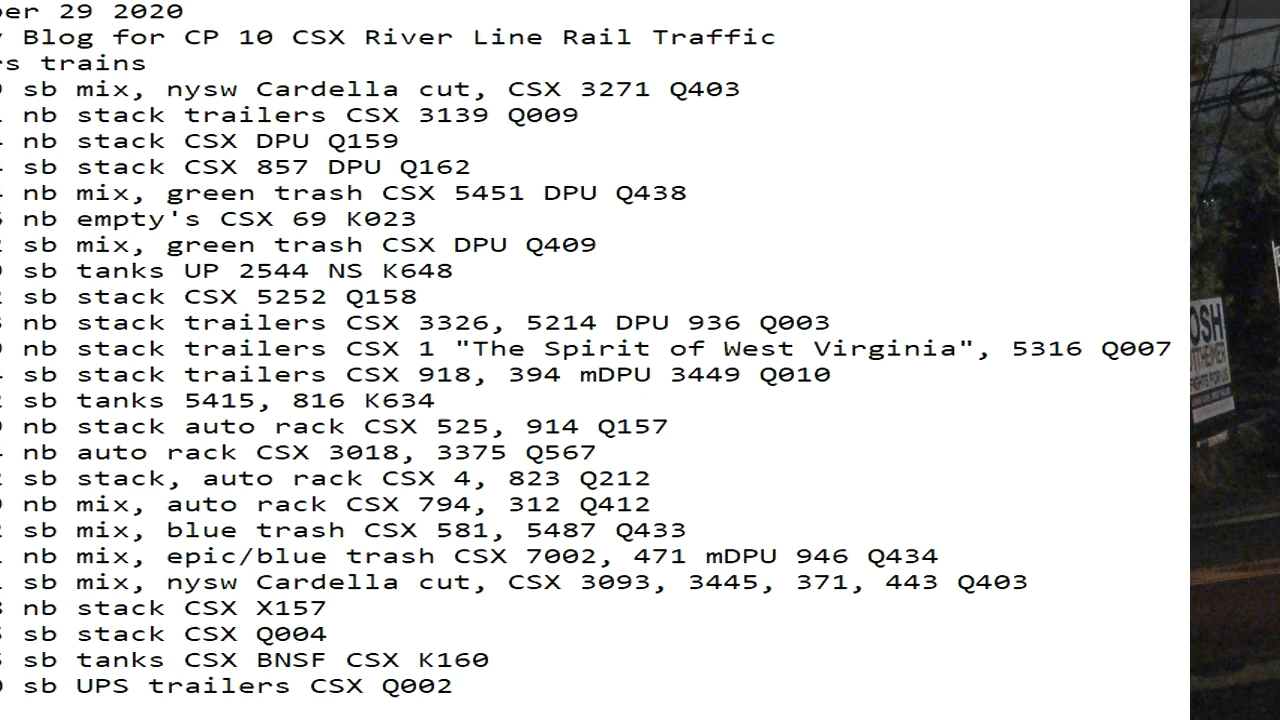 er 29 2020
Blog for CP 10 CSX River Line Rail Traffic
s trains
sb mix, nysw Cardella cut, CSX 3271 Q403
nb stack trailers CSX 3139 Q009
nb stack CSX DPU Q159
sb stack CSX 857 DPU Q162
nb mix, green trash CSX 5451 DPU Q438
nb empty's CSX 69 K023
sb mix, green trash CSX DPU Q409
sb tanks UP 2544 NS K648
sb stack CSX 5252 Q158
nb stack trailers CSX 3326, 5214 DPU 936 Q003
nb stack trailers CSX 1 "The Spirit of West Virginia", 5316 Q007
sb stack trailers CSX 918, 394 mDPU 3449 Q010
sb tanks 5415, 816 K634
nb stack auto rack CSX 525, 914 Q157
nb auto rack CSX 3018, 3375 Q567
sb stack, auto rack CSX 4, 823 Q212
nb mix, auto rack CSX 794, 312 Q412
sb mix, blue trash CSX 581, 5487 Q433
nb mix, epic/blue trash CSX 7002, 471 mDPU 946 Q434
sb mix, nysw Cardella cut, CSX 3093, 3445, 371, 443 Q403
nb stack CSX X157
sb stack CSX Q004
sb tanks CSX BNSF CSX K160
sb UPS trailers CSX Q002
OSH
FIGHTS FOR US